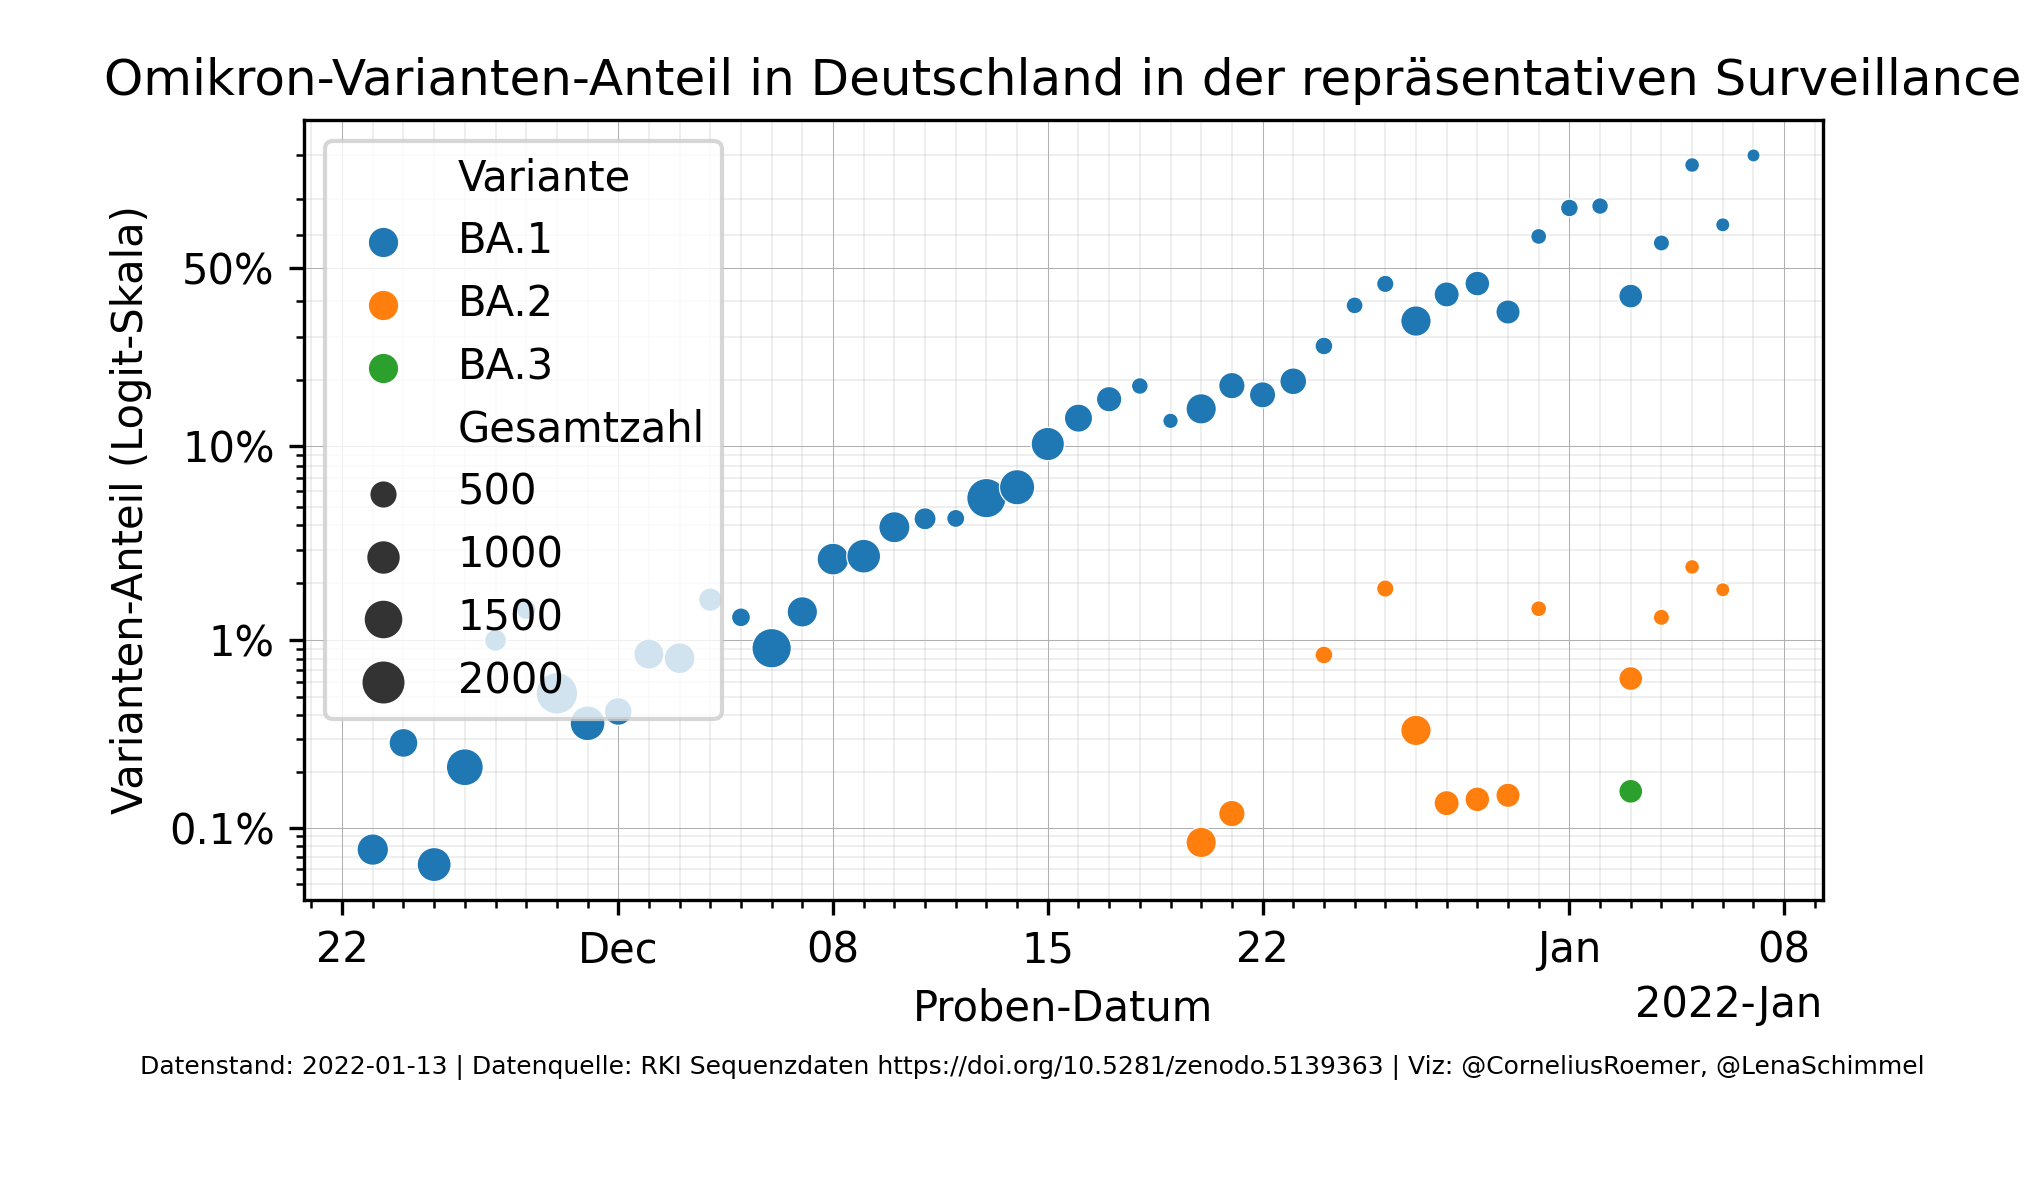 Omikron-Varianten-Anteil in Deutschland in der repräsentativen Surveillance
Varianten-Anteil (Logit-Skala)
50%
10%
1%
0.1%
Variante
BA.1
BA.2
BA.3
Gesamtzahl
500
1000
1500
2000
22
Dec
08
15
22
Jan
08
Proben-Datum
2022-Jan
Datenstand: 2022-01-13 | Datenquelle: RKI Sequenzdaten https://doi.org/10.5281/zenodo.5139363 | Viz: @CorneliusRoemer, @LenaSchimmel